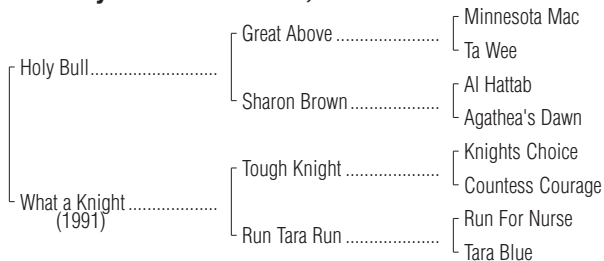 Minnesota Mac
Great Above ....................
Ta Wee
Holy Bull.........................
Al Hattab
Sharon Brown..................
Agathea's Dawn
Knights Choice
Tough Knight ..................
Countess Courage
What a Knight .................
(1991)
Run For Nurse
Run Tara Run ..................
Tara Blue